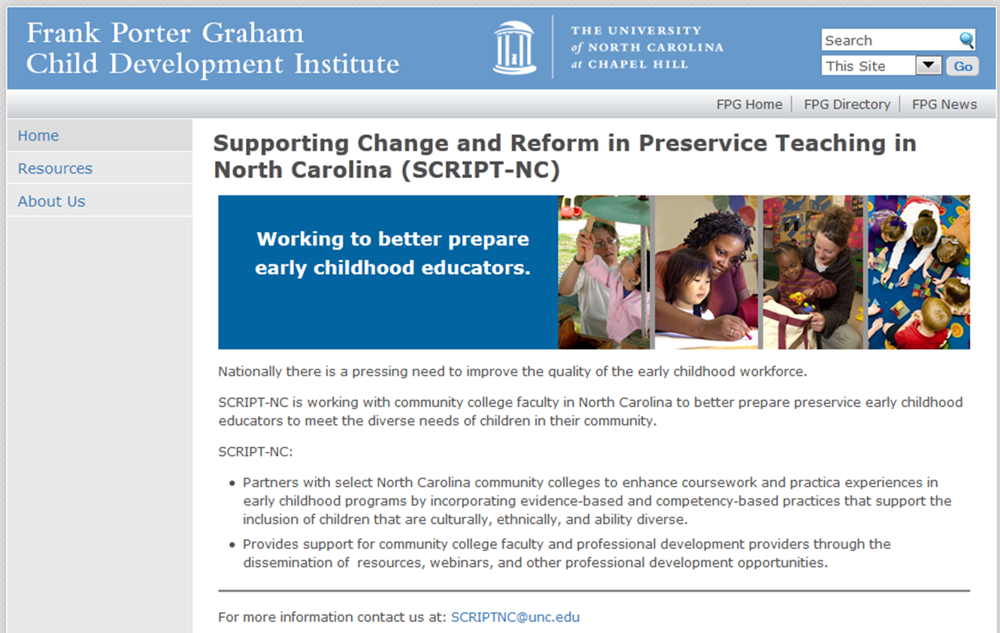 Frank Porter Graham
Child Development Institute
THE UNIVERSITY
of NORTH CAROLINA
at CHAPEL HILL
Search
This Site
Go
FPG Home
FPG Directory
FPG News
Home
Resources
About Us
Supporting Change and Reform in Preservice Teaching in
North Carolina (SCRIPT-NC)
Working to better prepare
early childhood educators.
Nationally there is a pressing need to improve the quality of the early childhood workforce.
SCRIPT-NC is working with community college faculty in North Carolina to better prepare preservice early childhood
educators to meet the diverse needs of children in their community.
SCRIPT-NC:
• Partners with select North Carolina community colleges to enhance coursework and practica experiences in
early childhood programs by incorporating evidence-based and competency-based practices that support the
inclusion of children that are culturally, ethnically, and ability diverse.
• Provides support for community college faculty and professional development providers through the
dissemination of resources, webinars, and other professional development opportunities.
For more information contact us at: SCRIPTNC@unc.edu